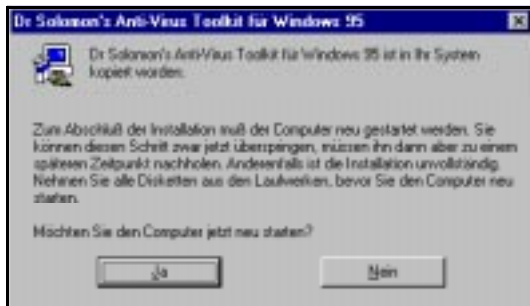 Dr Solomon's Anti-Virus Toolkit für Windows 95
Dr Solomon's Anti-Virus Toolkit für Windows 95 ist in Ihr System
kopiert worden.
Zum Abschluß der Installation muß der Computer neu gestartet werden. Sie
können diesen Schritt zwar jetzt überspringen, müssen ihn dann aber zu einem
späteren Zeitpunkt nachholen. Anderenfalls ist die Installation unvollständig.
Nehmen Sie alle Disketten aus den Laufwerken, bevor Sie den Computer neu
starten.
Möchten Sie den Computer jetzt neu starten?
Ja
Nein